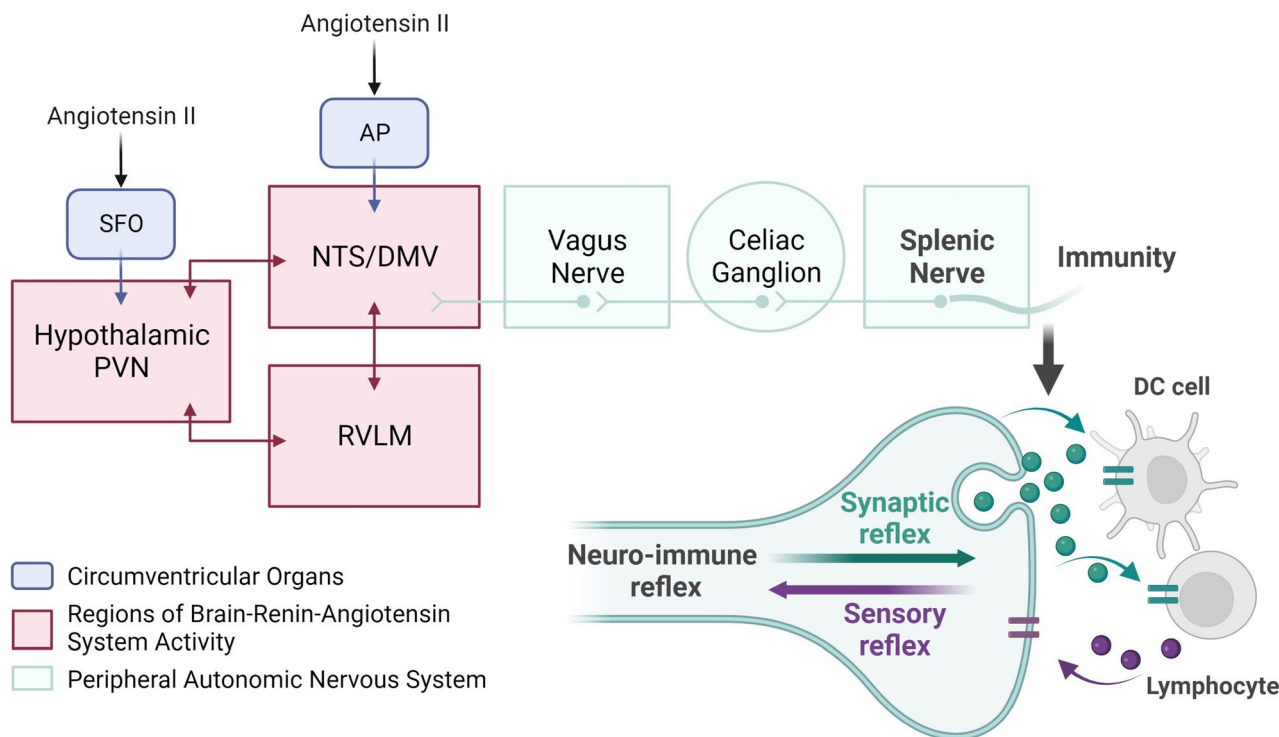 Angiotensin II
Angiotensin II
AP
SFO
NTS/DMV
Vagus
Nerve
Celiac
Ganglion
Splenic
Nerve
Immunity
Hypothalamic
PVN
RVLM
DC cell
Synaptic
reflex
Neuro-immune
reflex
Sensory
reflex
Lymphocyte
Circumventricular Organs
Regions of Brain-Renin-Angiotensin
System Activity
Peripheral Autonomic Nervous System